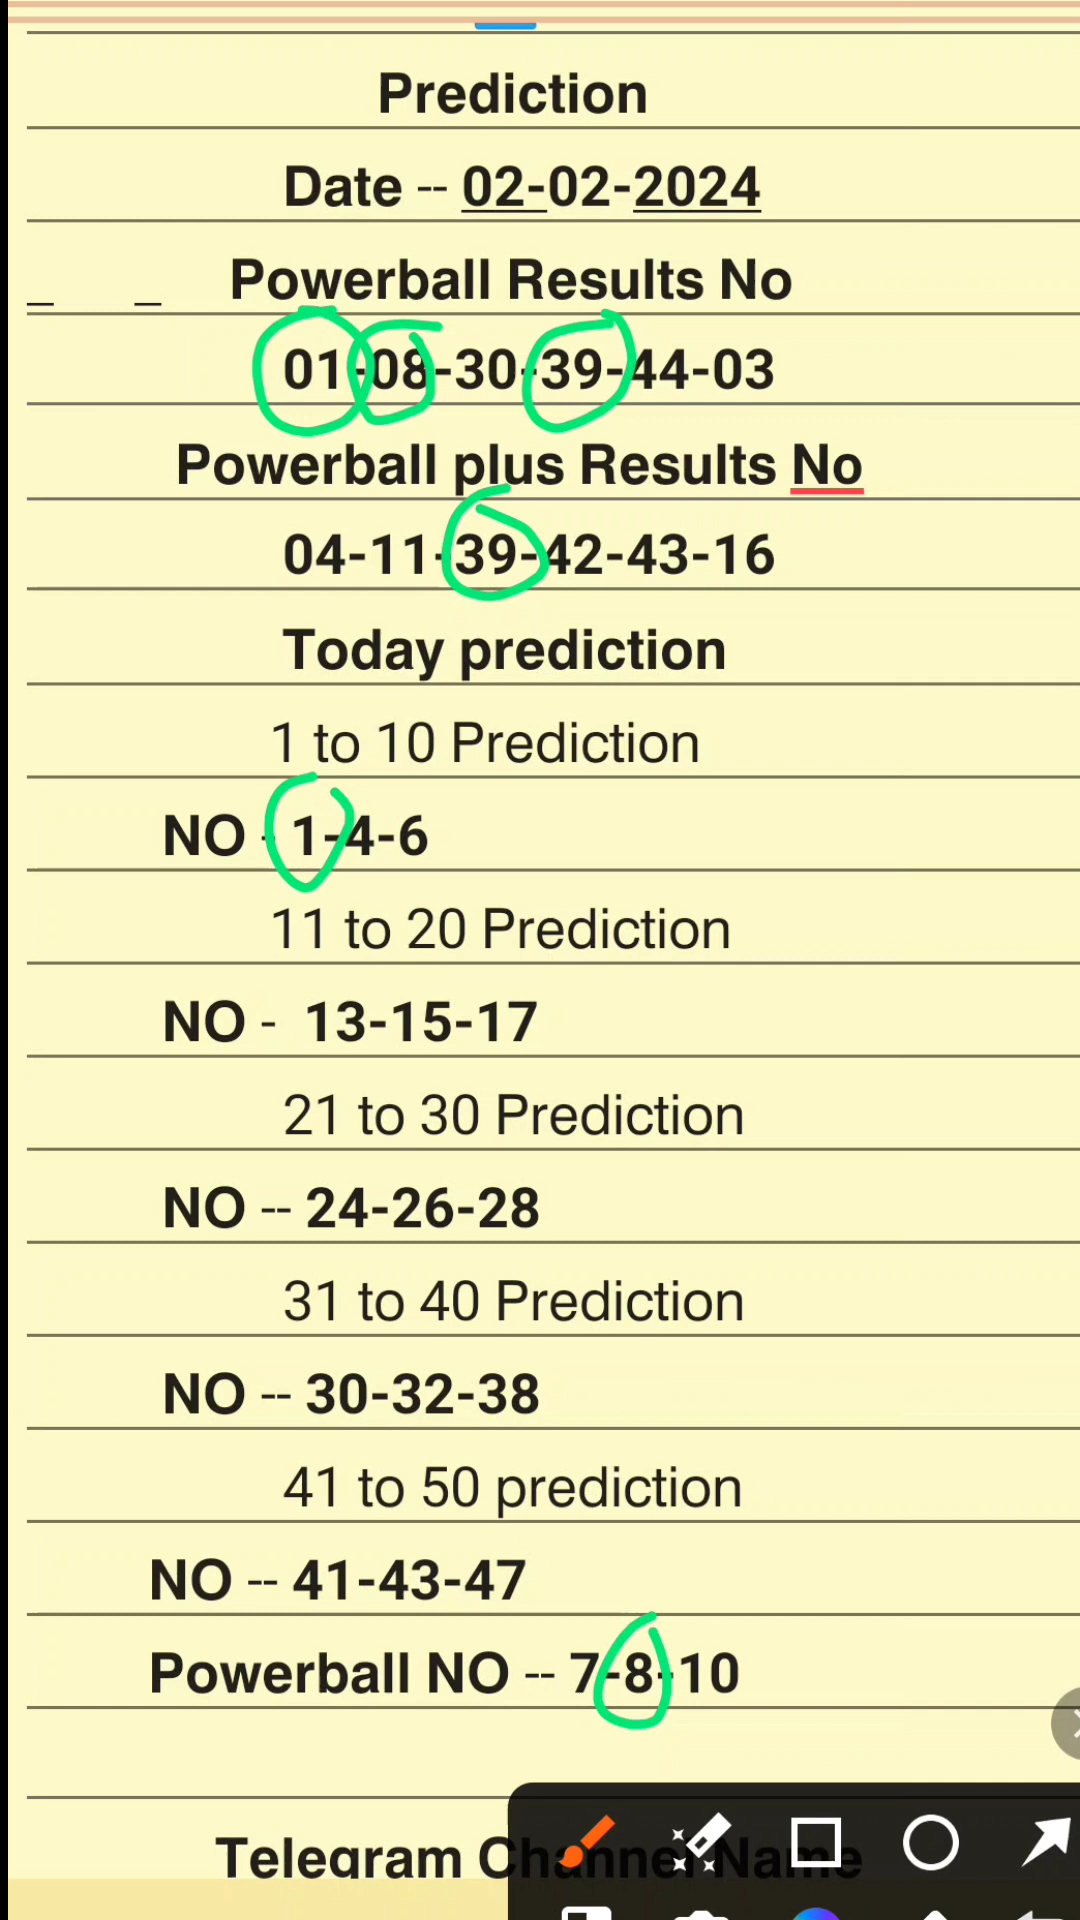 Prediction
Date -- 02-02-2024
Powerball Results No
01-08-30-39-44-03
Powerball plus Results No
04-11-39-42-43-16
Today prediction
1 to 10 Prediction
NO - 1-4-6
11 to 20 Prediction
NO - 13-15-17
21 to 30 Prediction
NO -- 24-26-28
31 to 40 Prediction
NO -- 30-32-38
41 to 50 prediction
NO -- 41-43-47
Powerball NO -- 7-8-10
Telegram Channel Name